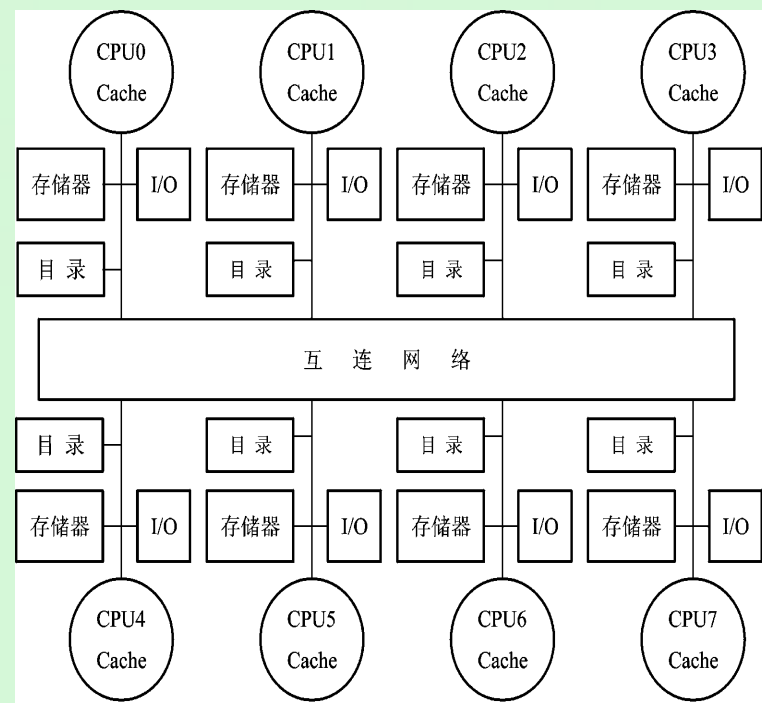 CPU0 CPU1 CPU2 CPU3
Cache Cache Cache Cache
存储器 I/O 存储器 I/O 存储器 I/O 存储器 I/O
目 录 目 录 目 录 目 录
互 连 网 络
目 录 目 录 目 录 目 录
存储器 I/O 存储器 I/O 存储器 I/O 存储器 I/O
CPU4 CPU5 CPU6 CPU7
Cache Cache Cache Cache